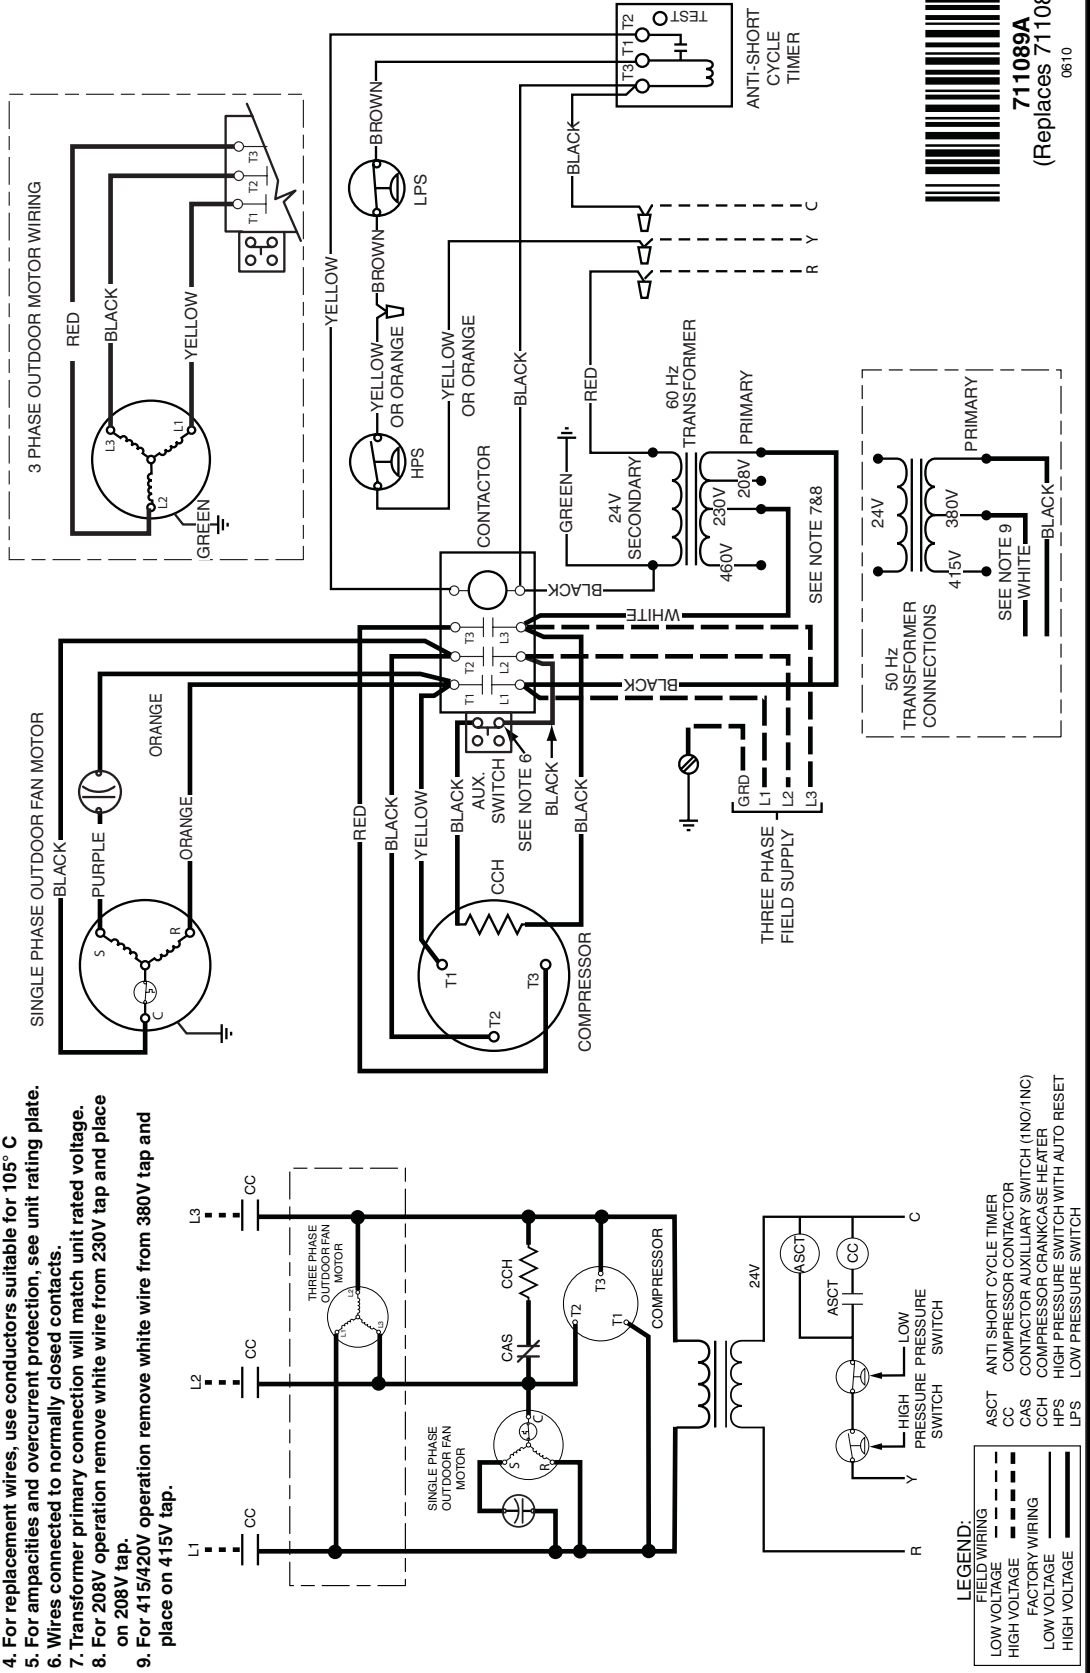 4. For replacement wires, use conductors suitable for 105° C
5. For ampacities and overcurrent protection, see unit rating plate.
6. Wires connected to normally closed contacts.
7. Transformer primary connection will match unit rated voltage.
8. For 208V operation remove white wire from 230V tap and place
on 208V tap.
9. For 415/420V operation remove white wire from 380V tap and
place on 415V tap.
L1
L2
L3
CC
CC
CC
THREE PHASE
OUTDOOR FAN
MOTOR
L1
L2
L3
SINGLE PHASE
OUTDOOR FAN
MOTOR
S
C
R
CAS
CCH
T2
T3
T1
COMPRESSOR
24V
ASCT
ASCT
CC
HIGH
PRESSURE
SWITCH
LOW
PRESSURE
SWITCH
R
Y
C
LEGEND:
FIELD WIRING
LOW VOLTAGE
HIGH VOLTAGE
FACTORY WIRING
LOW VOLTAGE
HIGH VOLTAGE
ASCT ANTI SHORT CYCLE TIMER
CC COMPRESSOR CONTACTOR
CAS CONTACTOR AUXILLIARY SWITCH (1NO/1NC)
CCH COMPRESSOR CRANKCASE HEATER
HPS HIGH PRESSURE SWITCH WITH AUTO RESET
LPS LOW PRESSURE SWITCH
SINGLE PHASE OUTDOOR FAN MOTOR
BLACK
PURPLE
ORANGE
ORANGE
S
R
C
RED
BLACK
YELLOW
BLACK
AUX.
SWITCH
SEE NOTE 6
BLACK
BLACK
CCH
T1
T2
T3
COMPRESSOR
CONTACTOR
T1
T2
T3
L1
L2
L3
THREE PHASE
FIELD SUPPLY
GRD
L1
L2
L3
BLACK
WHITE
BLACK
3 PHASE OUTDOOR MOTOR WIRING
RED
BLACK
YELLOW
L3
L1
L2
GREEN
T1
T2
T3
YELLOW
HPS
YELLOW
OR ORANGE
BROWN
LPS
BROWN
YELLOW
OR ORANGE
BLACK
T3
T1
T2
TEST
ANTI-SHORT
CYCLE
TIMER
BLACK
RED
R
Y
C
GREEN
24V
SECONDARY
60 Hz
TRANSFORMER
460V
230V
208V
PRIMARY
SEE NOTE 7&8
50 Hz
TRANSFORMER
CONNECTIONS
24V
415V
380V
PRIMARY
SEE NOTE 9
WHITE
BLACK
711089A
(Replaces 71108
0610